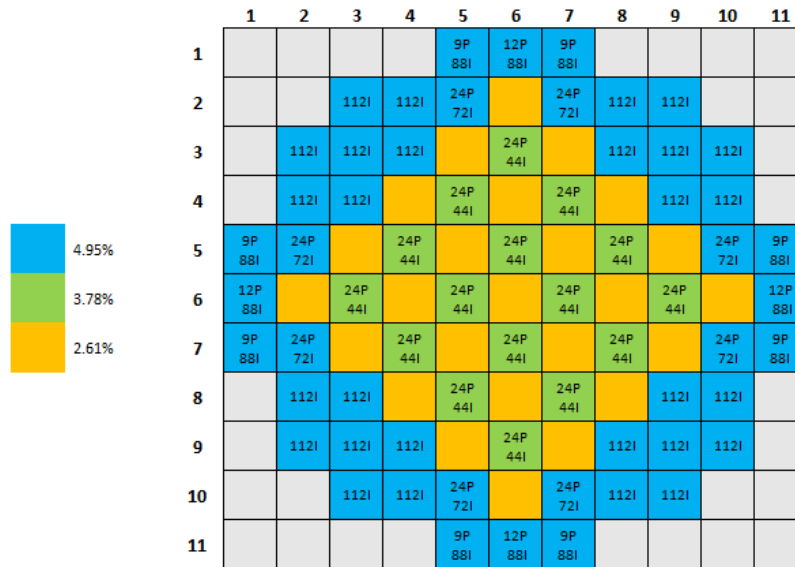 1 2 3 4 5 6 7 8 9 10 11
1 9P 12P 9P
88I 88I 88I
2 112I 112I 24P 24P 112I 112I
72I 72I
3 112I 112I 112I 24P 112I 112I 112I
44I
4 112I 112I 24P 24P 112I 112I
44I 44I
4.95%
5 9P 24P 24P 24P 24P 24P 9P
88I 72I 44I 44I 44I 72I 88I
3.78%
6 12P 24P 24P 24P 24P 12P
88I 44I 44I 44I 44I 88I
2.61%
7 9P 24P 24P 24P 24P 24P 9P
88I 72I 44I 44I 44I 72I 88I
8 112I 112I 24P 24P 112I 112I
44I 44I
9 112I 112I 112I 24P 112I 112I 112I
44I
10 112I 112I 24P 24P 112I 112I
72I 72I
11 9P 12P 9P
88I 88I 88I